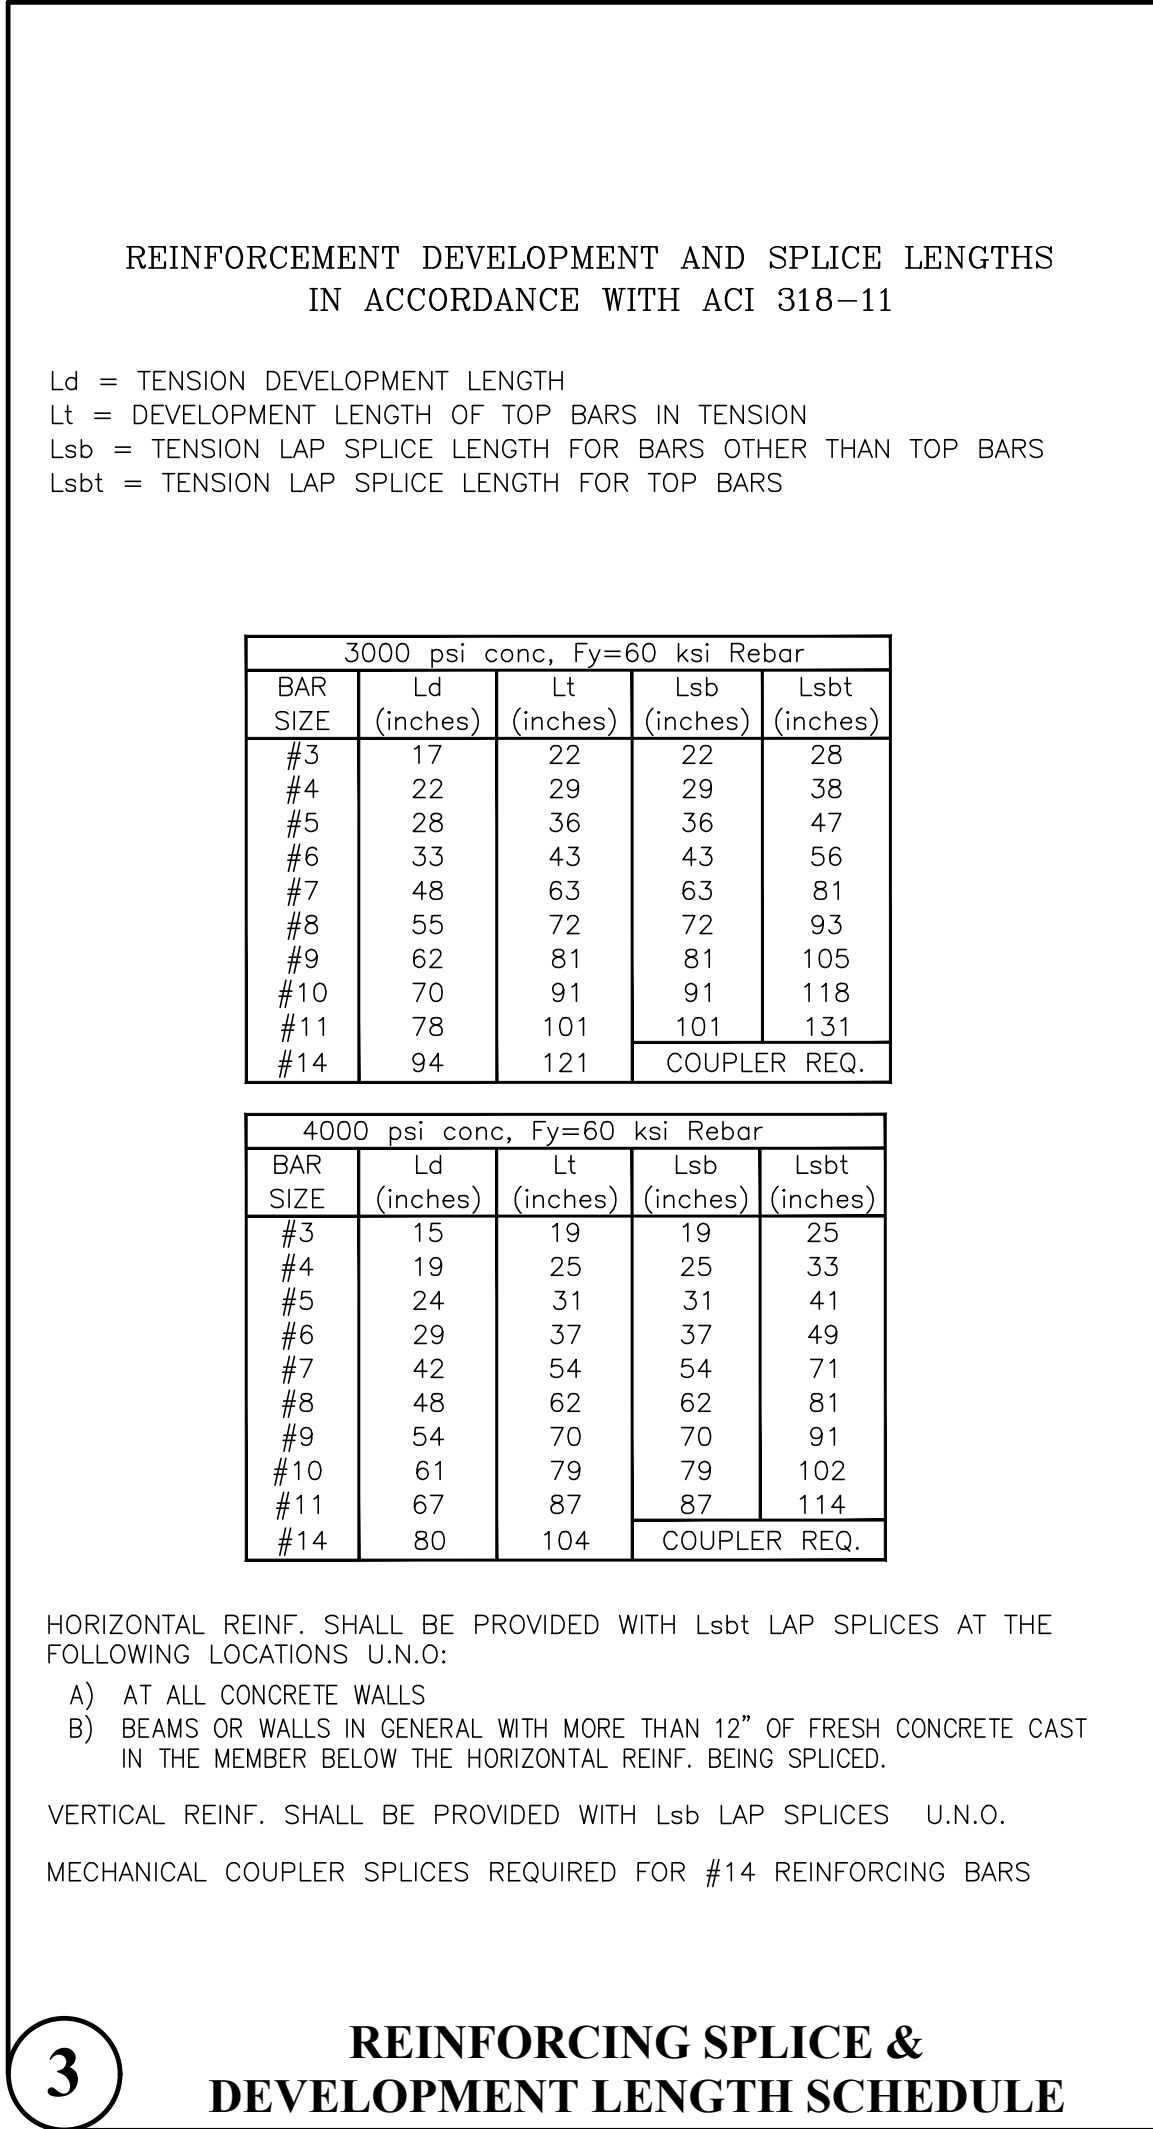 REINFORCEMENT DEVELOPMENT AND SPLICE LENGTHS
IN ACCORDANCE WITH ACI 318-11
Ld = TENSION DEVELOPMENT LENGTH
Lt = DEVELOPMENT LENGTH OF TOP BARS IN TENSION
Lsb = TENSION LAP SPLICE LENGTH FOR BARS OTHER THAN TOP BARS
Lsbt = TENSION LAP SPLICE LENGTH FOR TOP BARS
3000 psi conc, Fy=60 ksi Rebar
BAR Ld Lt Lsb Lsbt
SIZE (inches) (inches) (inches) (inches)
#3 17 22 22 28
#4 22 29 29 38
#5 28 36 36 47
#6 33 43 43 56
#7 48 63 63 81
#8 55 72 72 93
#9 62 81 81 105
#10 70 91 91 118
#11 78 101 101 131
#14 94 121 COUPLER REQ.
4000 psi conc, Fy=60 ksi Rebar
BAR Ld Lt Lsb Lsbt
SIZE (inches) (inches) (inches) (inches)
#3 15 19 19 25
#4 19 25 25 33
#5 24 31 31 41
#6 29 37 37 49
#7 42 54 54 71
#8 48 62 62 81
#9 54 70 70 91
#10 61 79 79 102
#11 67 87 87 114
#14 80 104 COUPLER REQ.
HORIZONTAL REINF. SHALL BE PROVIDED WITH Lsbt LAP SPLICES AT THE
FOLLOWING LOCATIONS U.N.O:
A) AT ALL CONCRETE WALLS
B) BEAMS OR WALLS IN GENERAL WITH MORE THAN 12" OF FRESH CONCRETE CAST
IN THE MEMBER BELOW THE HORIZONTAL REINF. BEING SPLICED.
VERTICAL REINF. SHALL BE PROVIDED WITH Lsb LAP SPLICES U.N.O.
MECHANICAL COUPLER SPLICES REQUIRED FOR #14 REINFORCING BARS
3
REINFORCING SPLICE &
DEVELOPMENT LENGTH SCHEDULE